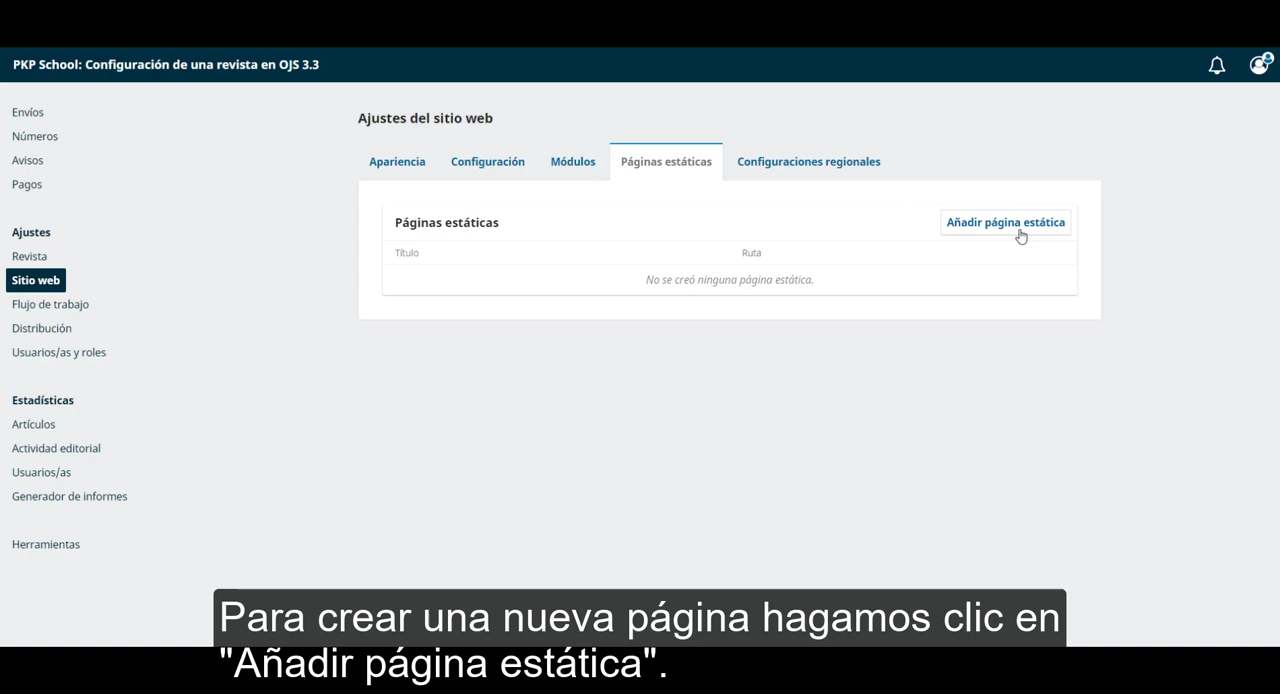 PKP School: Configuración de una revista en OJS 3.3
Envíos
Números
Avisos
Pagos
Ajustes
Revista
Sitio web
Flujo de trabajo
Distribución
Usuarios/as y roles
Estadísticas
Artículos
Actividad editorial
Usuarios/as
Generador de informes
Herramientas
Ajustes del sitio web
Apariencia Configuración Módulos Páginas estáticas Configuraciones regionales
Páginas estáticas Añadir página estática
Título Ruta
No se creó ninguna página estática.
Para crear una nueva página hagamos clic en
"Añadir página estática".